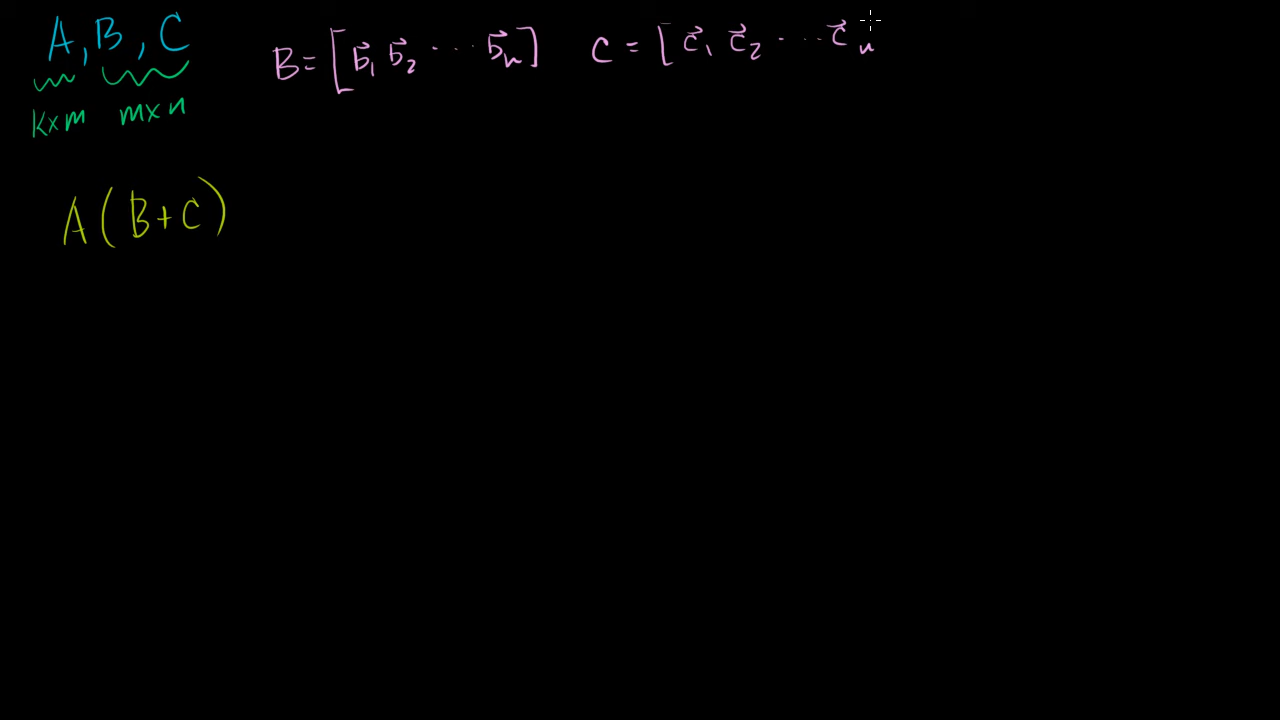 A, B, C B = [b⃗₁ b⃗₂ ··· b⃗ₙ] C = [c⃗₁ c⃗₂ ··· c⃗ₙ
k×m m×n
A(B+C)